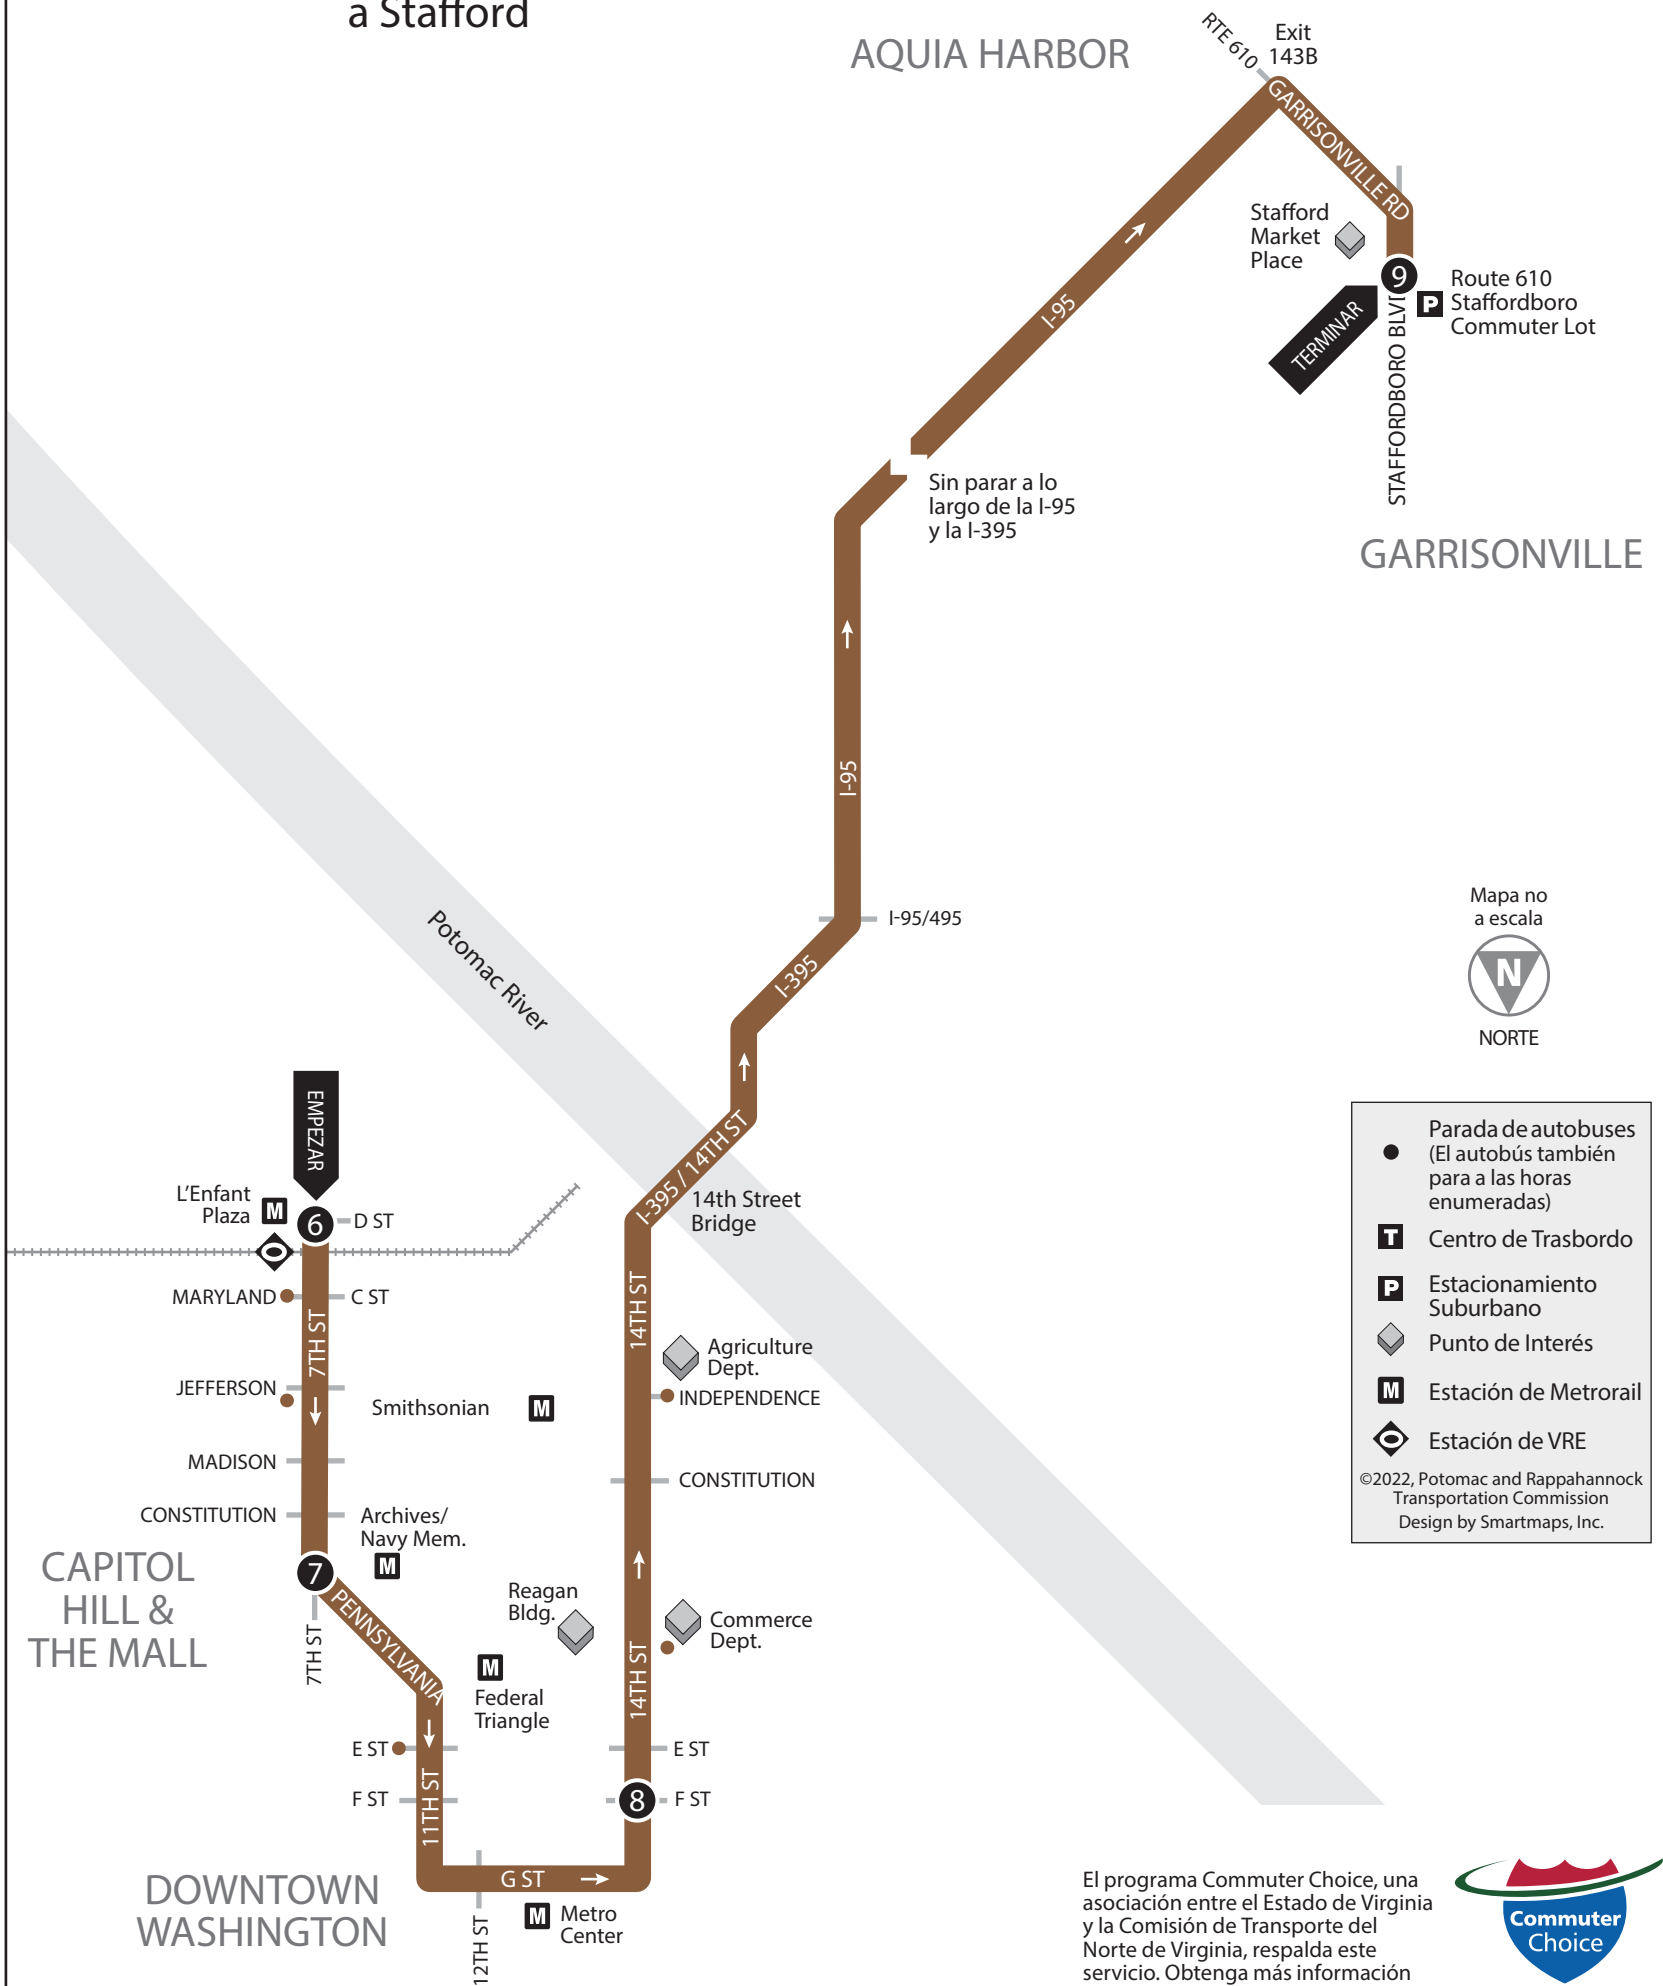 a Stafford
AQUIA HARBOR
RTE 610
Exit
143B
GARRISONVILLE RD
Stafford
Market
Place
9
Route 610
Staffordboro
Commuter Lot
P
TERMINAR
STAFFORDBORO BLV
I-95
Sin parar a lo
largo de la I-95
y la I-395
GARRISONVILLE
I-95
I-95/495
Mapa no
a escala
N
NORTE
Potomac River
I-395
EMPEZAR
I-395 / 14TH ST
14th Street
Bridge
L'Enfant
Plaza
M
6
D ST
MARYLAND
C ST
7TH ST
14TH ST
Agriculture
Dept.
JEFFERSON
Smithsonian
M
INDEPENDENCE
MADISON
CONSTITUTION
CONSTITUTION
Archives/
Navy Mem.
M
CAPITOL
HILL &
THE MALL
7
PENNSYLVANIA
7TH ST
Reagan
Bldg.
Commerce
Dept.
14TH ST
M
Federal
Triangle
E ST
E ST
F ST
11TH ST
8
F ST
G ST
DOWNTOWN
WASHINGTON
12TH ST
M
Metro
Center
Parada de autobuses
(El autobús también
para a las horas
enumeradas)
T
Centro de Trasbordo
P
Estacionamiento
Suburbano
Punto de Interés
M
Estación de Metrorail
Estación de VRE
©2022, Potomac and Rappahannock
Transportation Commission
Design by Smartmaps, Inc.
El programa Commuter Choice, una
asociación entre el Estado de Virginia
y la Comisión de Transporte del
Norte de Virginia, respalda este
servicio. Obtenga más información
Commuter
Choice